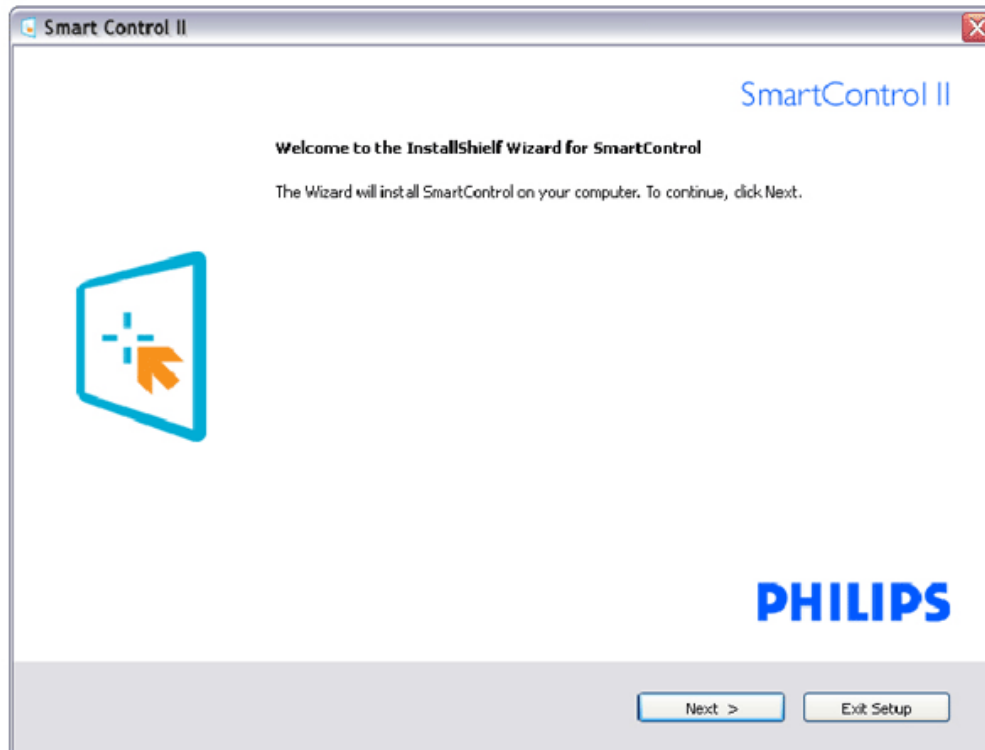 Smart Control II
SmartControl II
Welcome to the InstallShielf Wizard for SmartControl
The Wizard will install SmartControl on your computer. To continue, click Next.
PHILIPS
Next >
Exit Setup